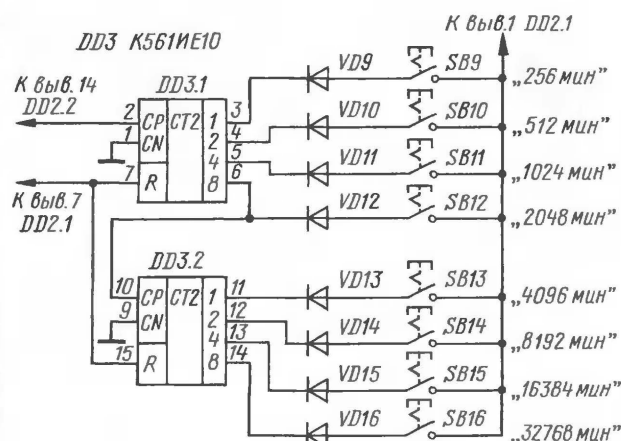 К выв.1 DD2.1
DD3 К561ИЕ10
К выв.14
DD2.2
DD3.1
2 CP CT2 1 3
1 CN 2 4
4 5
7 R 8 6
К выв.7
DD2.1
VD9 SB9 „256 мин”
VD10 SB10 „512 мин”
VD11 SB11 „1024 мин”
VD12 SB12 „2048 мин”
DD3.2
10 CP CT2 1 11
9 CN 2 12
4 13
15 R 8 14
VD13 SB13 „4096 мин”
VD14 SB14 „8192 мин”
VD15 SB15 „16384 мин”
VD16 SB16 „32768 мин”